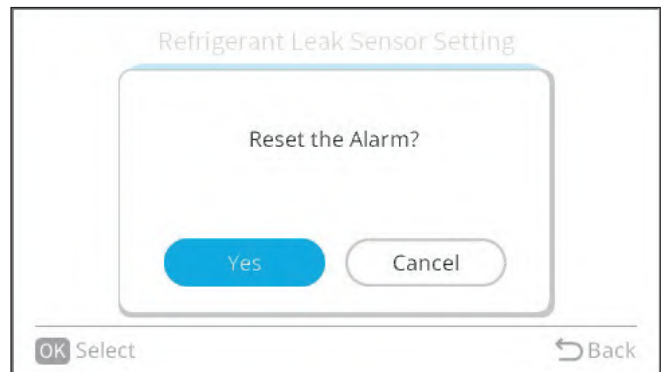 Refrigerant Leak Sensor Setting
Reset the Alarm?
Yes Cancel
OK Select Back